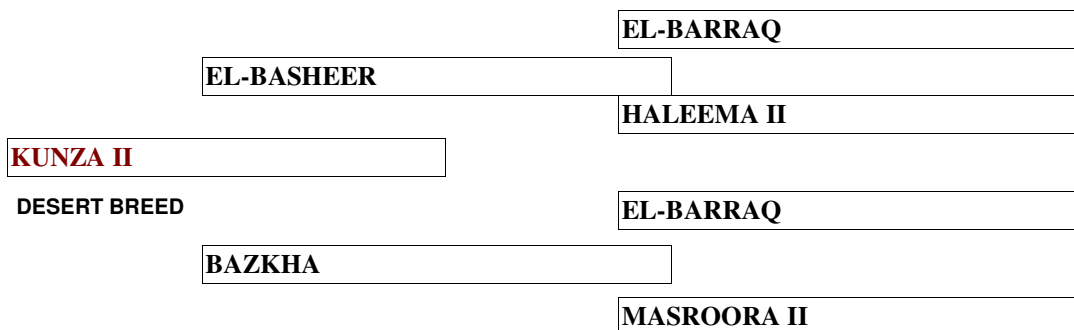 EL-BARRAQ
EL-BASHEER
HALEEMA II
KUNZA II
DESERT BREED
EL-BARRAQ
BAZKHA
MASROORA II